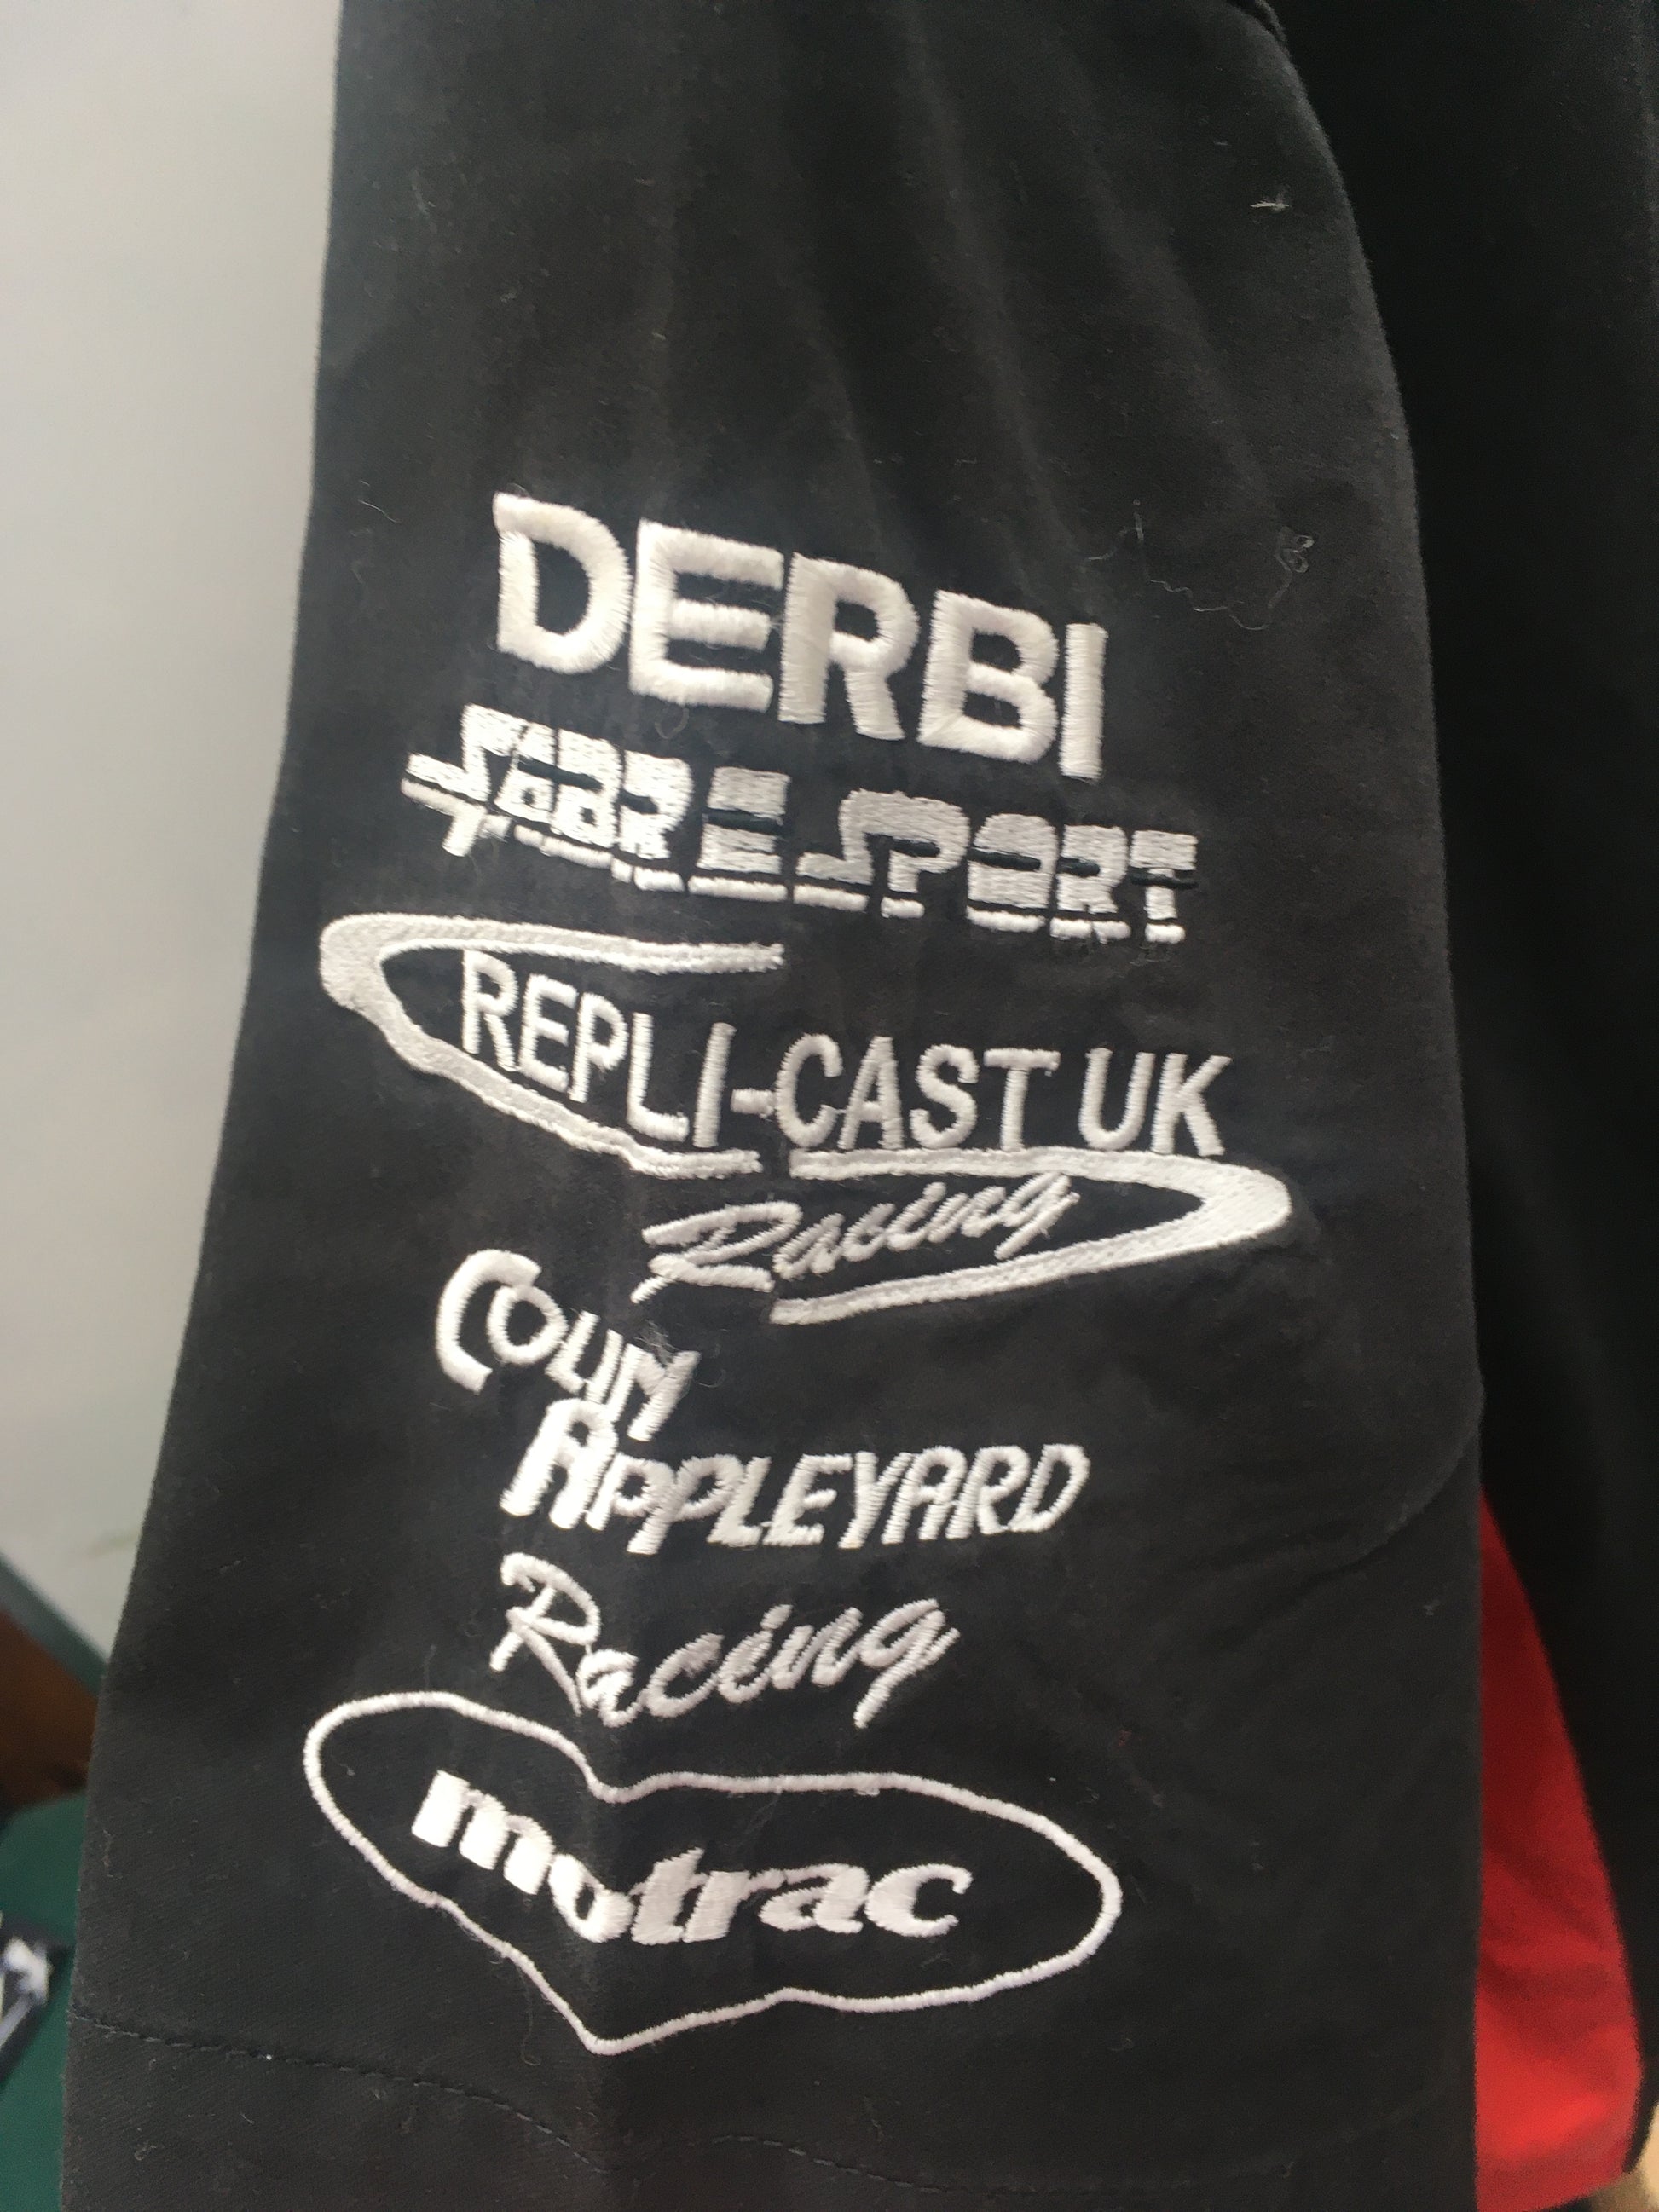 DERBI
SABRE SPORT
REPLI-CAST UK
Racing
COLIN
APPLEYARD
Racing
motrac